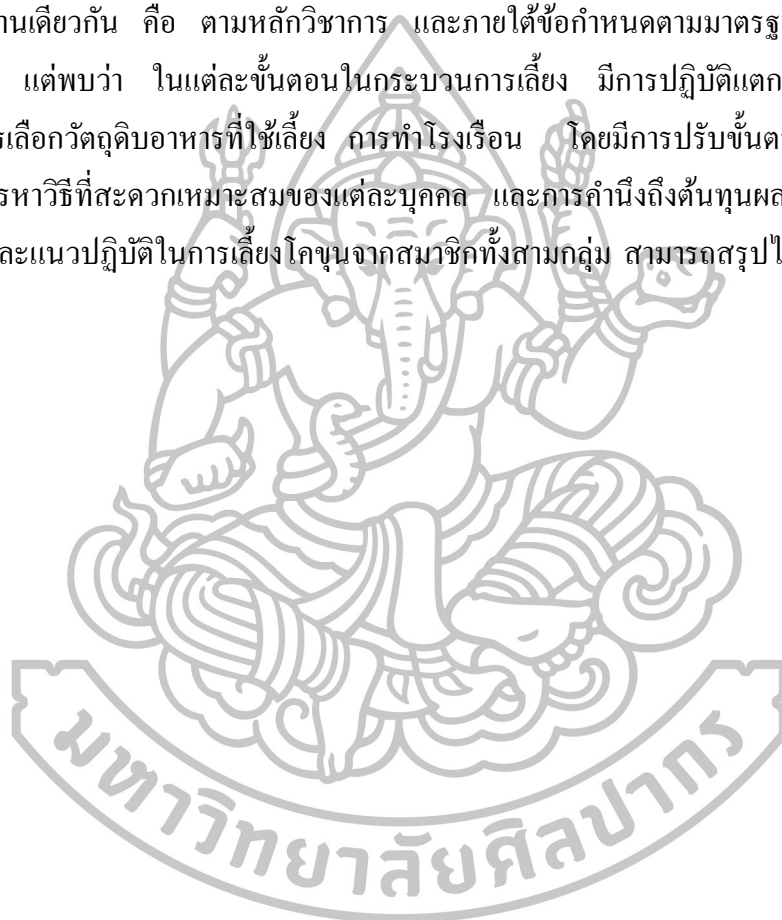 านเดียวกัน คือ ตามหลักวิชาการ และภายใต้ข้อกำหนดตามมาตรฐ
แต่พบว่า ในแต่ละขั้นตอนในกระบวนการเลี้ยง มีการปฏิบัติแตก
รเลือกวัตถุดิบอาหารที่ใช้เลี้ยง การทำโรงเรือน โดยมีการปรับขั้นต
รหาวิธีที่สะดวกเหมาะสมของแต่ละบุคคล และการคำนึงถึงต้นทุนผล
ละแนวปฏิบัติในการเลี้ยงโคขุนจากสมาชิกทั้งสามกลุ่ม สามารถสรุปไ
มหาวิทยาลัยศิลปากร